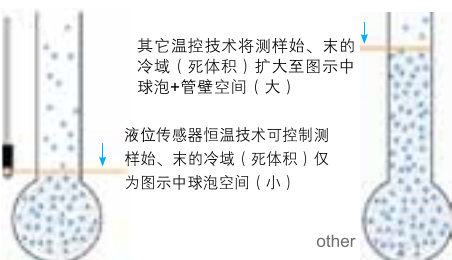 其它温控技术将测样始、末的
冷域（死体积）扩大至图示中
球泡+管壁空间（大）
液位传感器恒温技术可控制测
样始、末的冷域（死体积）仅
为图示中球泡空间（小）
other